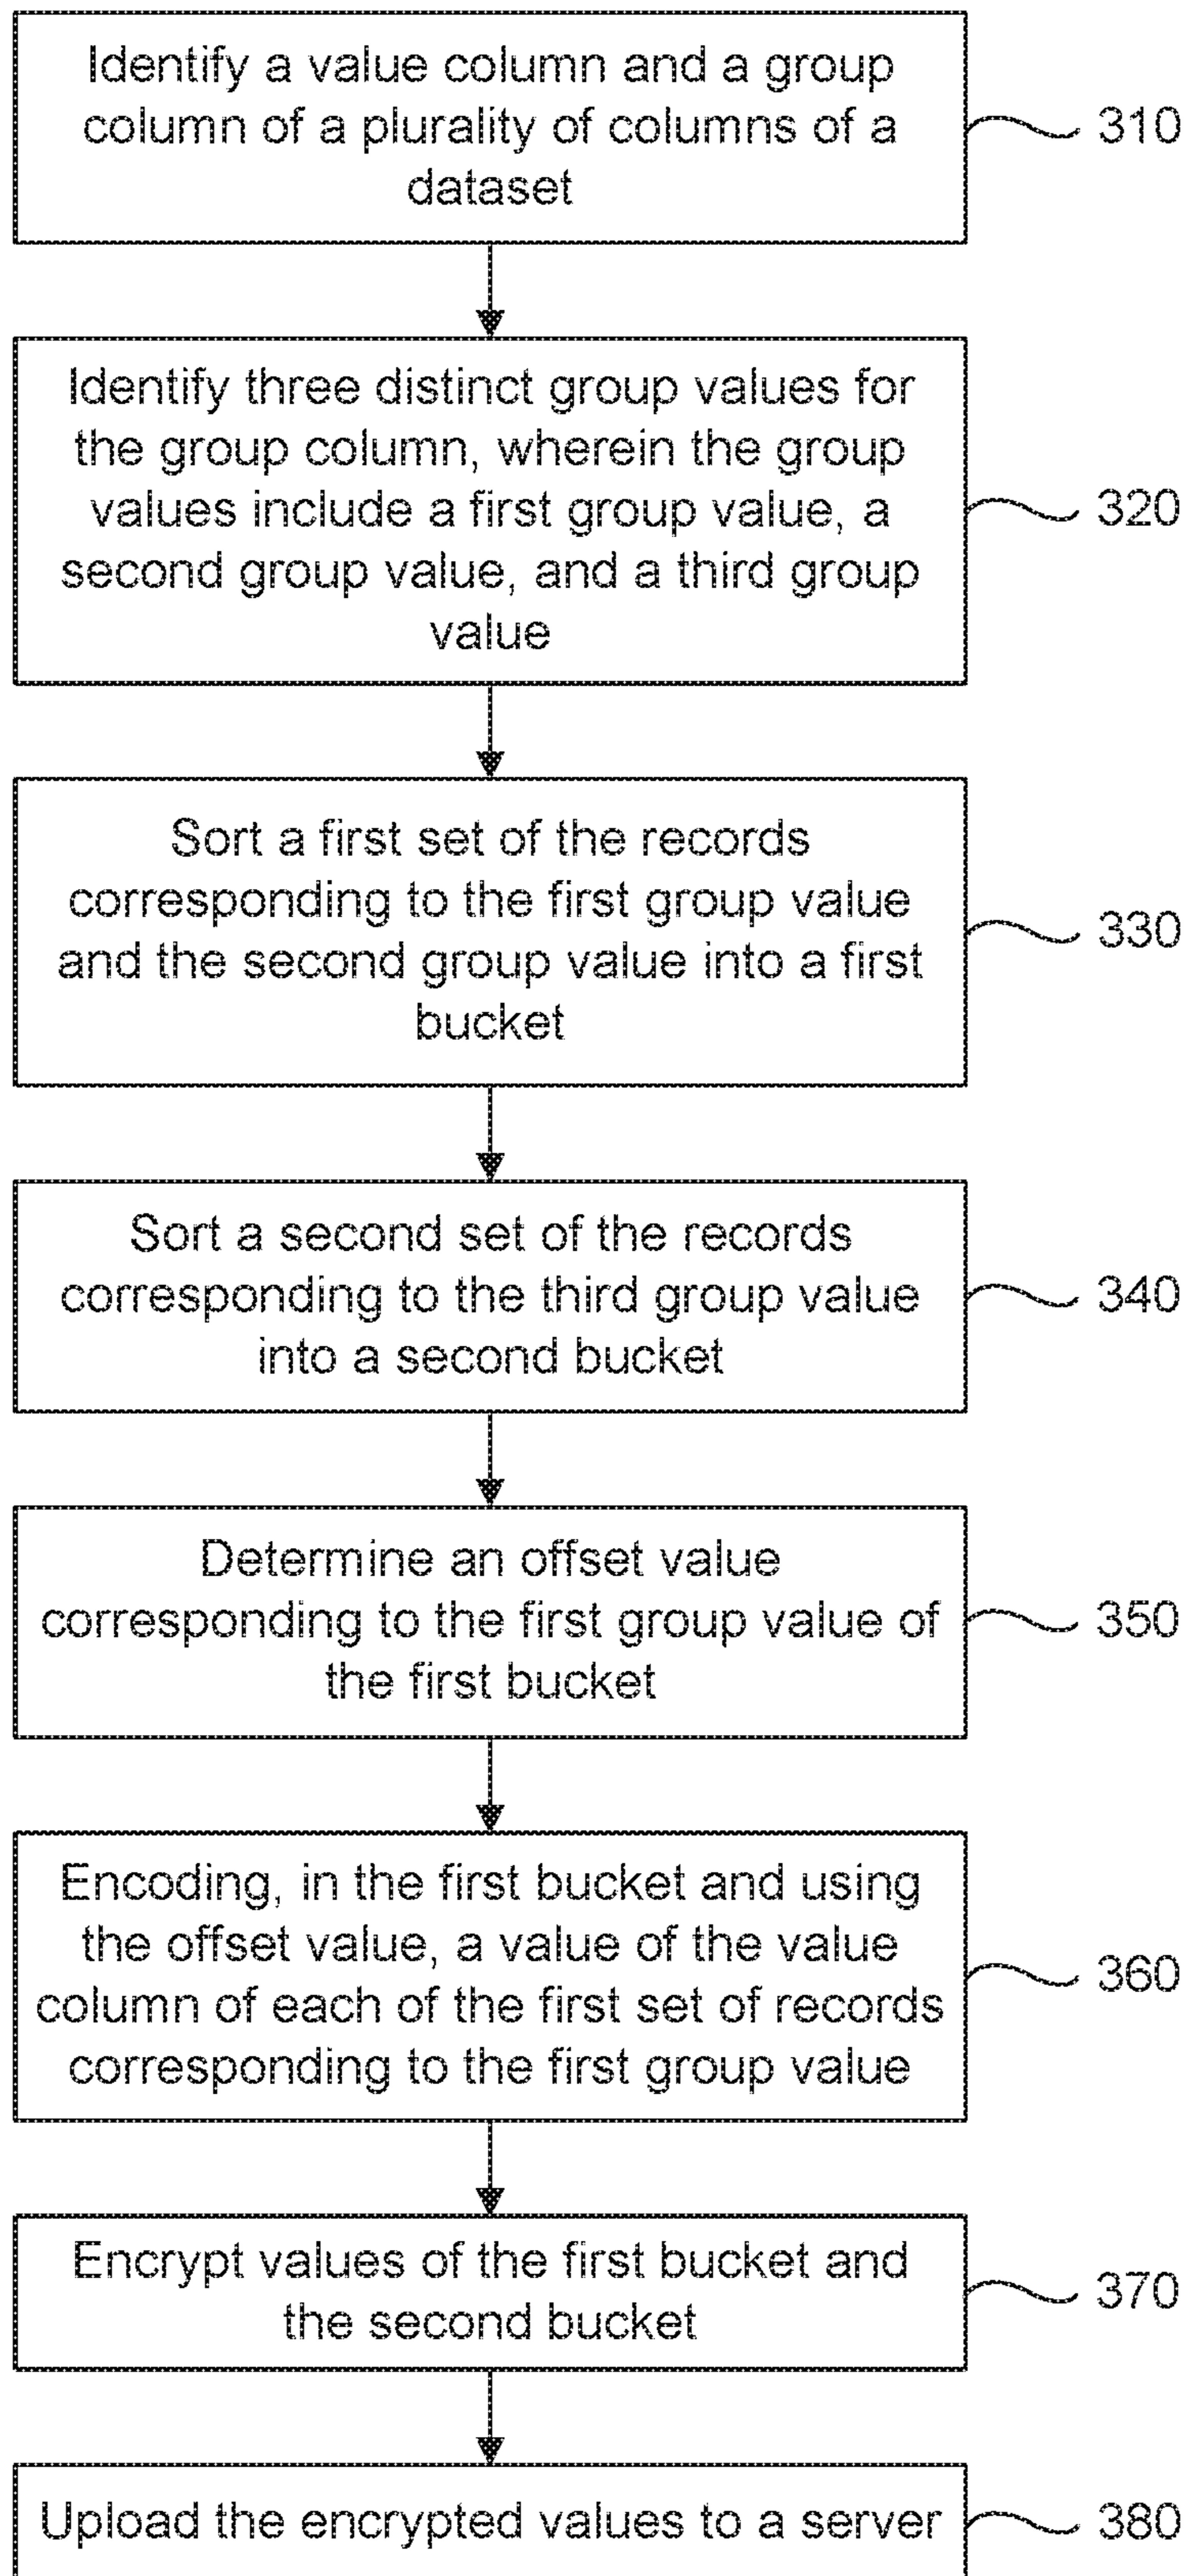 Identify a value column and a group
column of a plurality of columns of a
dataset
310
Identify three distinct group values for
the group column, wherein the group
values include a first group value, a
second group value, and a third group
value
320
Sort a first set of the records
corresponding to the first group value
and the second group value into a first
bucket
330
Sort a second set of the records
corresponding to the third group value
into a second bucket
340
Determine an offset value
corresponding to the first group value of
the first bucket
350
Encoding, in the first bucket and using
the offset value, a value of the value
column of each of the first set of records
corresponding to the first group value
360
Encrypt values of the first bucket and
the second bucket
370
Upload the encrypted values to a server
380